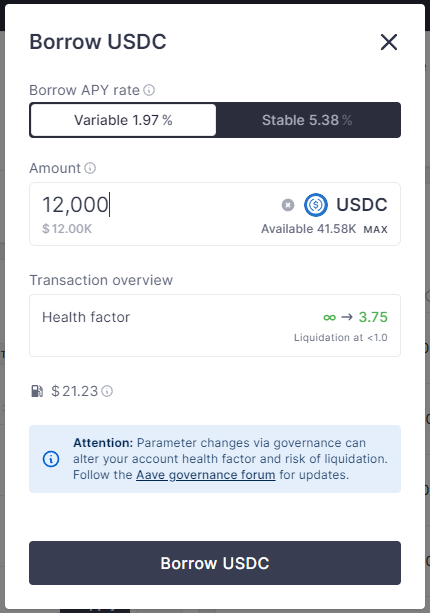 Borrow USDC
Borrow APY rate
Variable 1.97 %
Stable 5.38 %
Amount
12,000
USDC
$ 12.00K
Available 41.58K MAX
Transaction overview
Health factor
∞ → 3.75
Liquidation at <1.0
$ 21.23
Attention: Parameter changes via governance can
alter your account health factor and risk of liquidation.
Follow the Aave governance forum for updates.
Borrow USDC